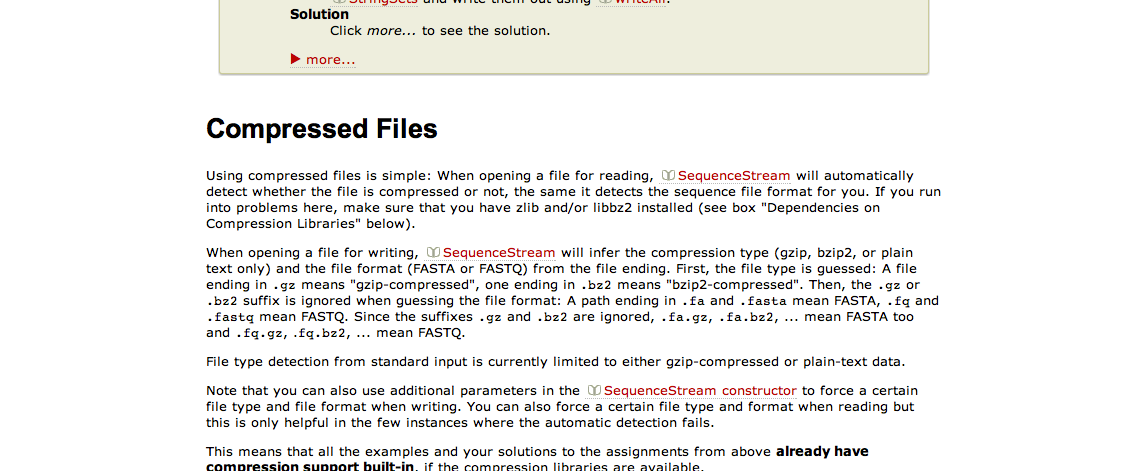 StringSets and write them out using writeAll.
Solution
Click more... to see the solution.
more...
Compressed Files
Using compressed files is simple: When opening a file for reading, SequenceStream will automatically
detect whether the file is compressed or not, the same it detects the sequence file format for you. If you run
into problems here, make sure that you have zlib and/or libbz2 installed (see box "Dependencies on
Compression Libraries" below).
When opening a file for writing, SequenceStream will infer the compression type (gzip, bzip2, or plain
text only) and the file format (FASTA or FASTQ) from the file ending. First, the file type is guessed: A file
ending in .gz means "gzip-compressed", one ending in .bz2 means "bzip2-compressed". Then, the .gz or
.bz2 suffix is ignored when guessing the file format: A path ending in .fa and .fasta mean FASTA, .fq and
.fastq mean FASTQ. Since the suffixes .gz and .bz2 are ignored, .fa.gz, .fa.bz2, ... mean FASTA too
and .fq.gz, .fq.bz2, ... mean FASTQ.
File type detection from standard input is currently limited to either gzip-compressed or plain-text data.
Note that you can also use additional parameters in the SequenceStream constructor to force a certain
file type and file format when writing. You can also force a certain file type and format when reading but
this is only helpful in the few instances where the automatic detection fails.
This means that all the examples and your solutions to the assignments from above already have
compression support built-in, if the compression libraries are available.